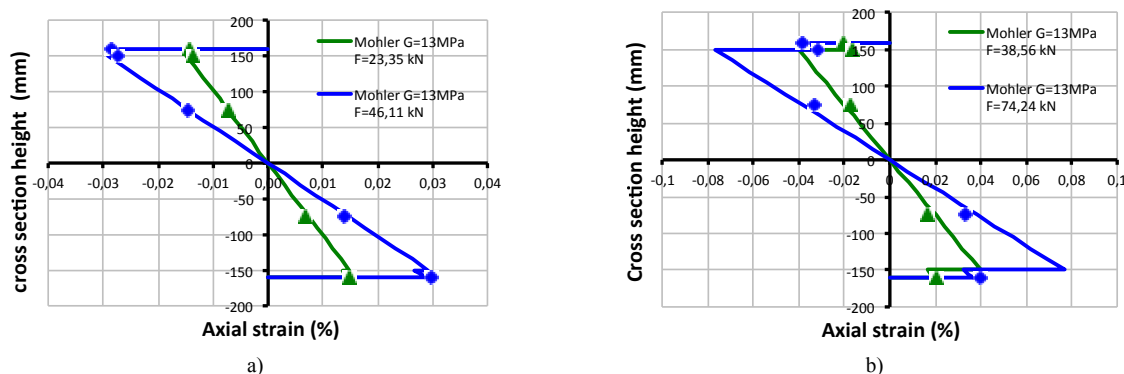 cross section height (mm)
200
150
100
50
0
-50
-100
-150
-200
-0,04
-0,03
-0,02
-0,01
0,00
0,01
0,02
0,03
0,04
Mohler G=13MPa
F=23,35 kN
Mohler G=13MPa
F=46,11 kN
Axial strain (%)
a)
Cross section height (mm)
200
150
100
50
0
-50
-100
-150
-200
-0,1
-0,08
-0,06
-0,04
-0,02
0
0,02
0,04
0,06
0,08
0,1
Mohler G=13MPa
F=38,56 kN
Mohler G=13MPa
F=74,24 kN
Axial strain (%)
b)